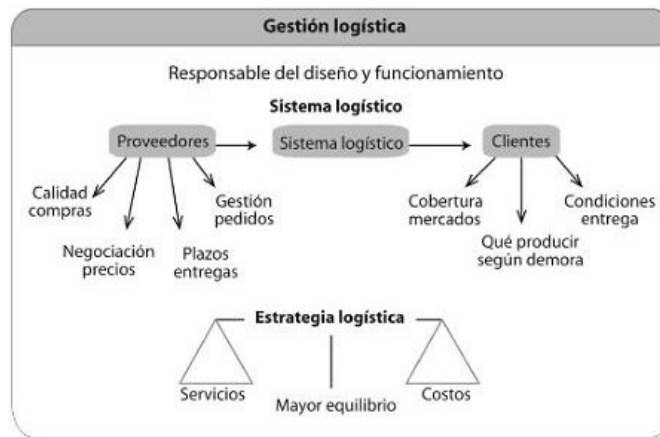 Gestión logística
Responsable del diseño y funcionamiento
Sistema logístico
Proveedores
Sistema logístico
Clientes
Calidad
compras
Negociación
precios
Plazos
entregas
Gestión
pedidos
Cobertura
mercados
Qué producir
según demora
Condiciones
entrega
Estrategia logística
Servicios
Mayor equilibrio
Costos